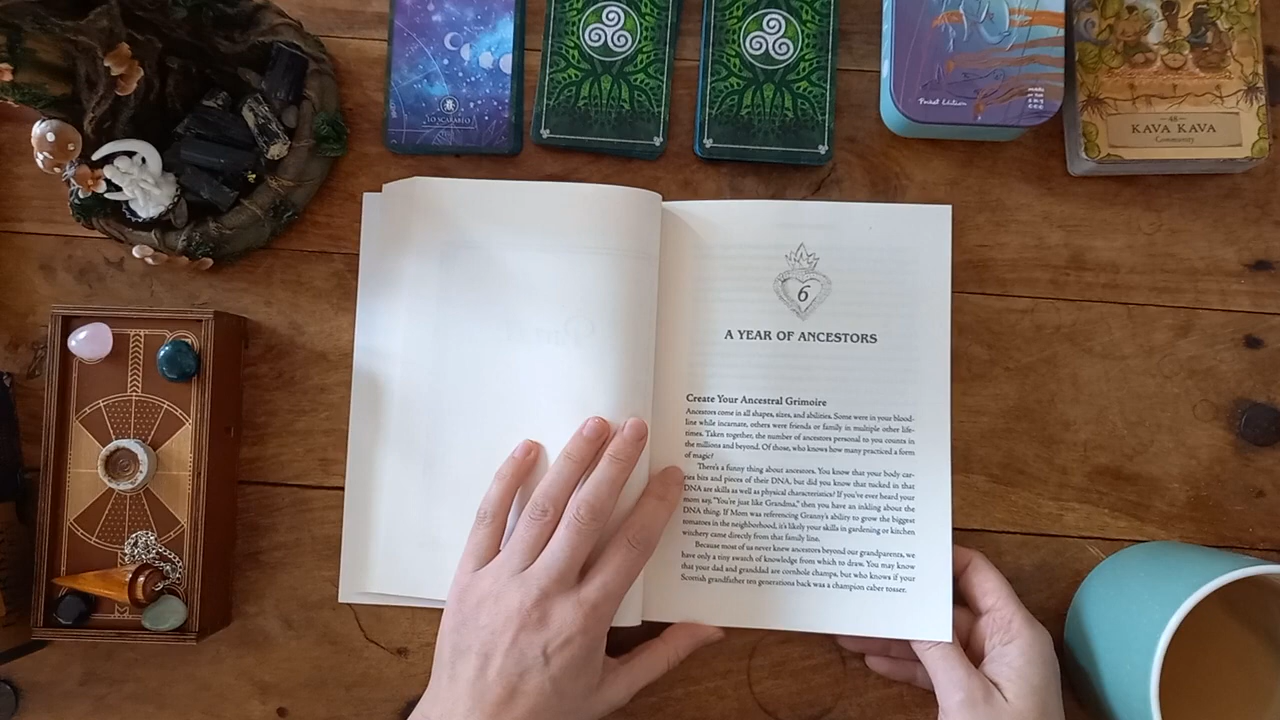 LO SCARABEO
Pocket Edition
48
KAVA KAVA
Community
6
A YEAR OF ANCESTORS
Create Your Ancestral Grimoire
Ancestors come in all shapes, sizes, and abilities. Some were in your blood-
line while incarnate, others were friends or family in multiple other life-
times. Taken together, the number of ancestors personal to you counts in
the millions and beyond. Of those, who knows how many practiced a form
of magic?
There's a funny thing about ancestors. You know that your body car-
ries bits and pieces of their DNA, but did you know that tucked in that
DNA are skills as well as physical characteristics? If you've ever heard your
mom say, "You're just like Grandma," then you have an inkling about the
DNA thing. If Mom was referencing Granny's ability to grow the biggest
tomatoes in the neighborhood, it's likely your skills in gardening or kitchen
witchery came directly from that family line.
Because most of us never knew ancestors beyond our grandparents, we
have only a tiny swatch of knowledge from which to draw. You may know
that your dad and granddad are cornhole champs, but who knows if your
Scottish grandfather ten generations back was a champion caber tosser.